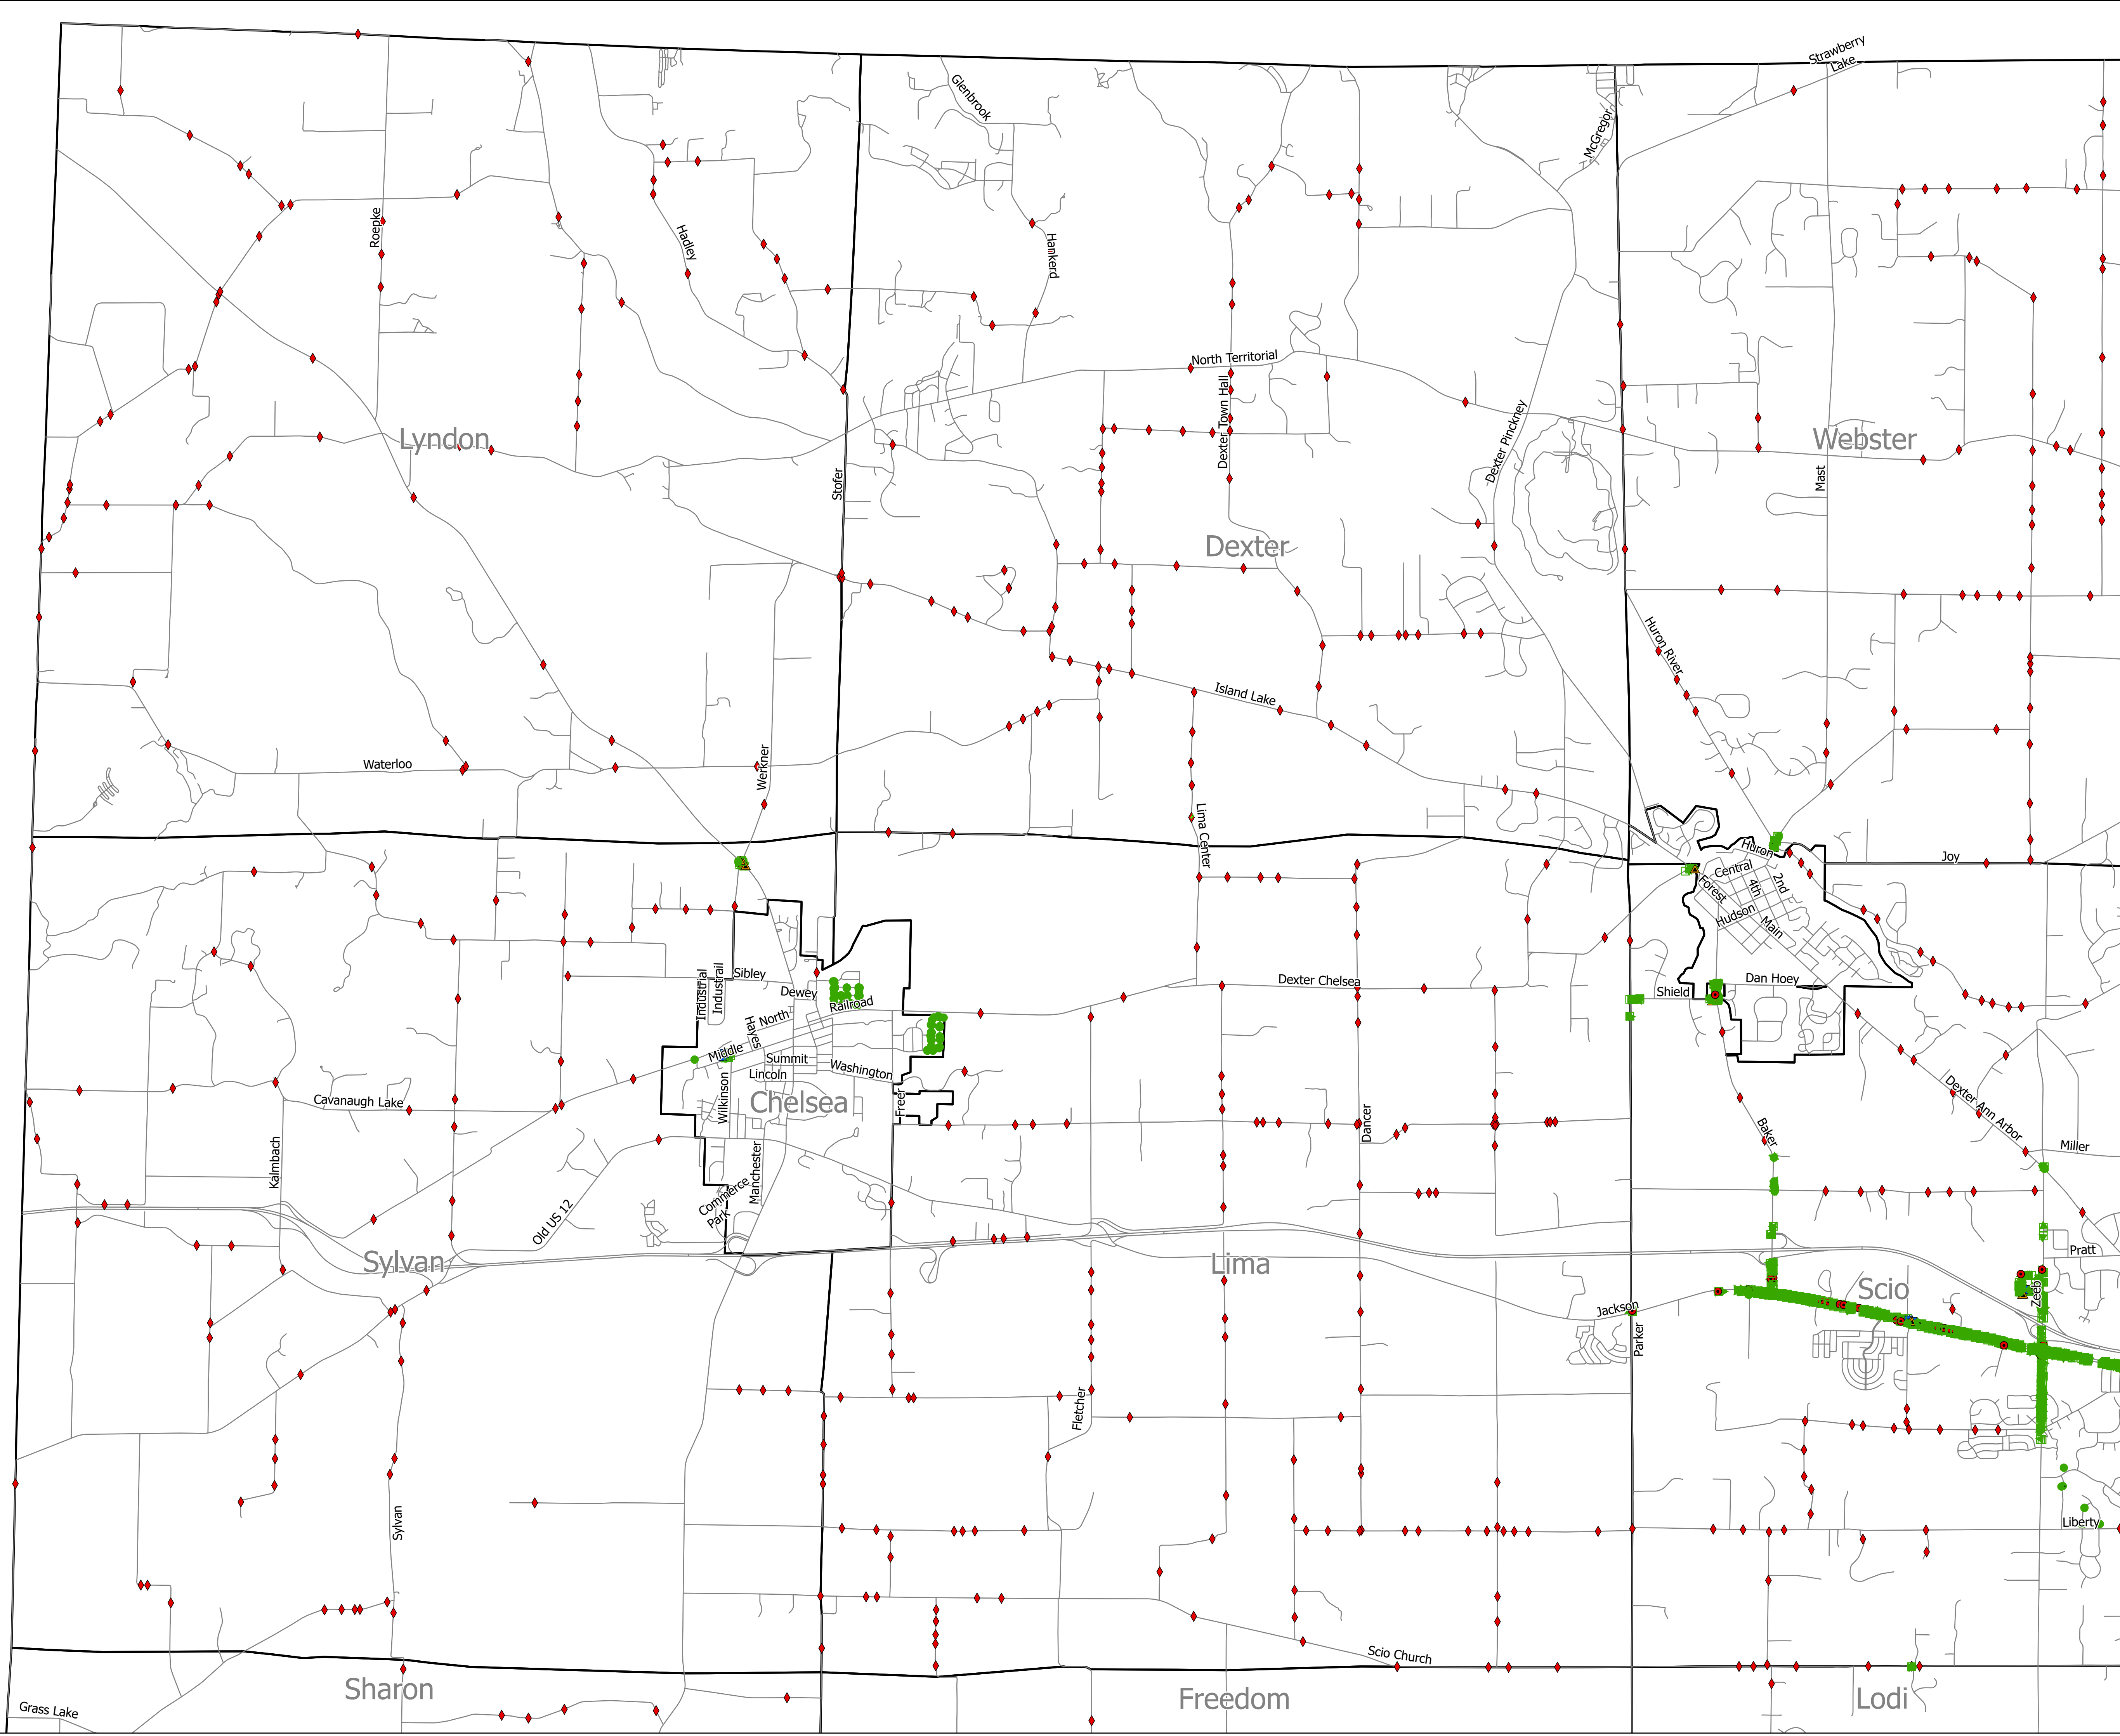 Strawberry
Lake
Glenbrook
McGregor
Roepke
Hadley
Hankerd
North Territorial
Dexter Town Hall
Dexter Pinckney
Lyndon
Webster
Stofer
Mast
Dexter
Huron River
Island Lake
Waterloo
Werkner
Lima Center
Huron
Joy
Central
2nd
4th
Forest
Hudson
Main
Sibley
Industrial
Industrail
Dewey
Railroad
Dexter Chelsea
Dan Hoey
Shield
North
Hayes
Middle
Summit
Lincoln
Washington
Wilkinson
Cavanaugh Lake
Chelsea
Freer
Dancer
Dexter Ann Arbor
Baker
Miller
Kalmbach
Manchester
Commerce
Park
Old US 12
Sylvan
Lima
Pratt
Scio
Zeeb
Jackson
Parker
Fletcher
Sylvan
Liberty
Scio Church
Sharon
Freedom
Lodi
Grass Lake